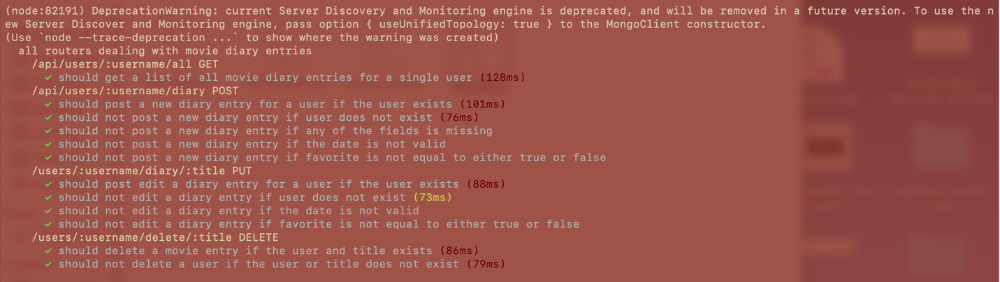 (node:82191) DeprecationWarning: current Server Discovery and Monitoring engine is deprecated, and will be removed in a future version. To use the n
ew Server Discover and Monitoring engine, pass option { useUnifiedTopology: true } to the MongoClient constructor.
(Use `node --trace-deprecation ...` to show where the warning was created)
all routers dealing with movie diary entries
/api/users/:username/all GET
✓ should get a list of all movie diary entries for a single user (128ms)
/api/users/:username/diary POST
✓ should post a new diary entry for a user if the user exists (101ms)
✓ should not post a new diary entry if user does not exist (76ms)
✓ should not post a new diary entry if any of the fields is missing
✓ should not post a new diary entry if the date is not valid
✓ should not post a new diary entry if favorite is not equal to either true or false
/users/:username/diary/:title PUT
✓ should post edit a diary entry for a user if the user exists (88ms)
✓ should not edit a diary entry if user does not exist (73ms)
✓ should not edit a diary entry if the date is not valid
✓ should not edit a diary entry if favorite is not equal to either true or false
/users/:username/delete/:title DELETE
✓ should delete a movie entry if the user and title exists (86ms)
✓ should not delete a user if the user or title does not exist (79ms)